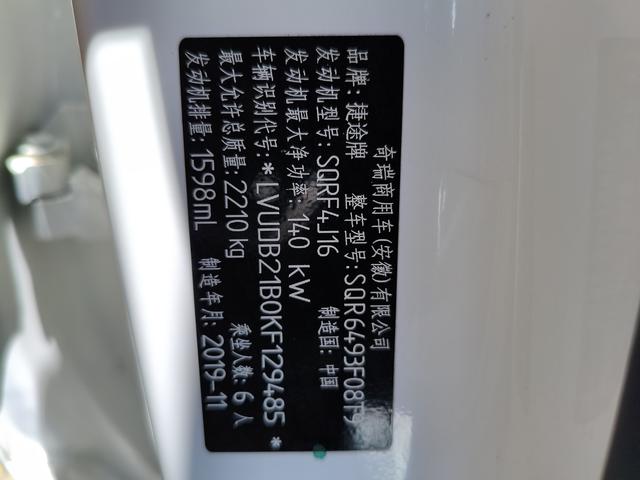 奇瑞商用车(安徽)有限公司
品牌: 捷途牌 整车型号:SQR6493F08T9
发动机型号: SQRF4J16 制造国: 中国
发动机最大净功率: 140 kW
车辆识别代号:*LVUDB21B0KF129485*
最大允许总质量: 2210 kg 乘坐人数: 6 人
发动机排量: 1598mL 制造年月: 2019-11